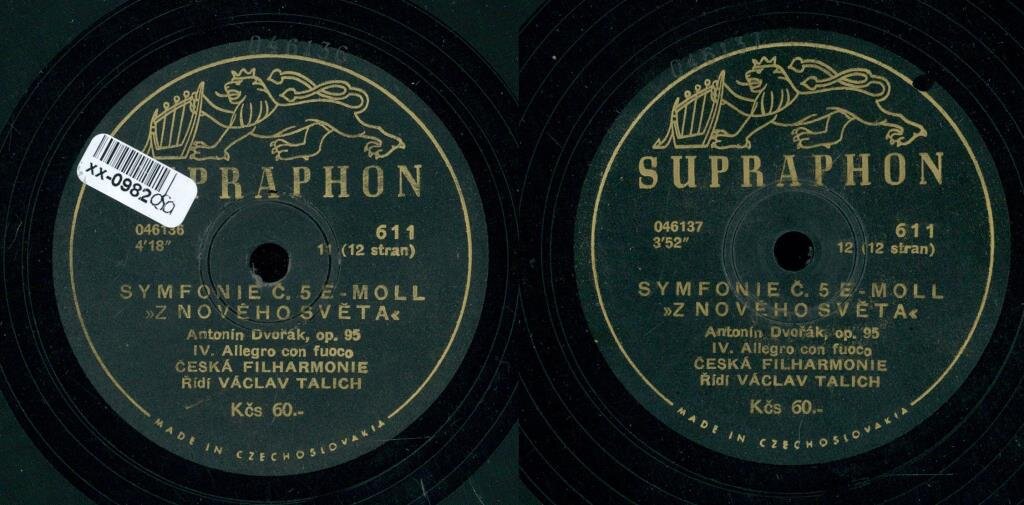 046136
xx-0982
PRAPHON
046136
4'18"
611
11 (12 stran)
SYMFONIE Č. 5 E-MOLL
»Z NOVÉHO SVĚTA«
Antonín Dvořák, op. 95
IV. Allegro con fuoco
ČESKÁ FILHARMONIE
Řídí VÁCLAV TALICH
Kčs 60.-
MADE IN CZECHOSLOVAKIA
046137
SUPRAPHON
046137
3'52"
611
12 (12 stran)
SYMFONIE Č. 5 E-MOLL
»Z NOVÉHO SVĚTA«
Antonín Dvořák, op. 95
IV. Allegro con fuoco
ČESKÁ FILHARMONIE
Řídí VÁCLAV TALICH
Kčs 60.-
MADE IN CZECHOSLOVAKIA